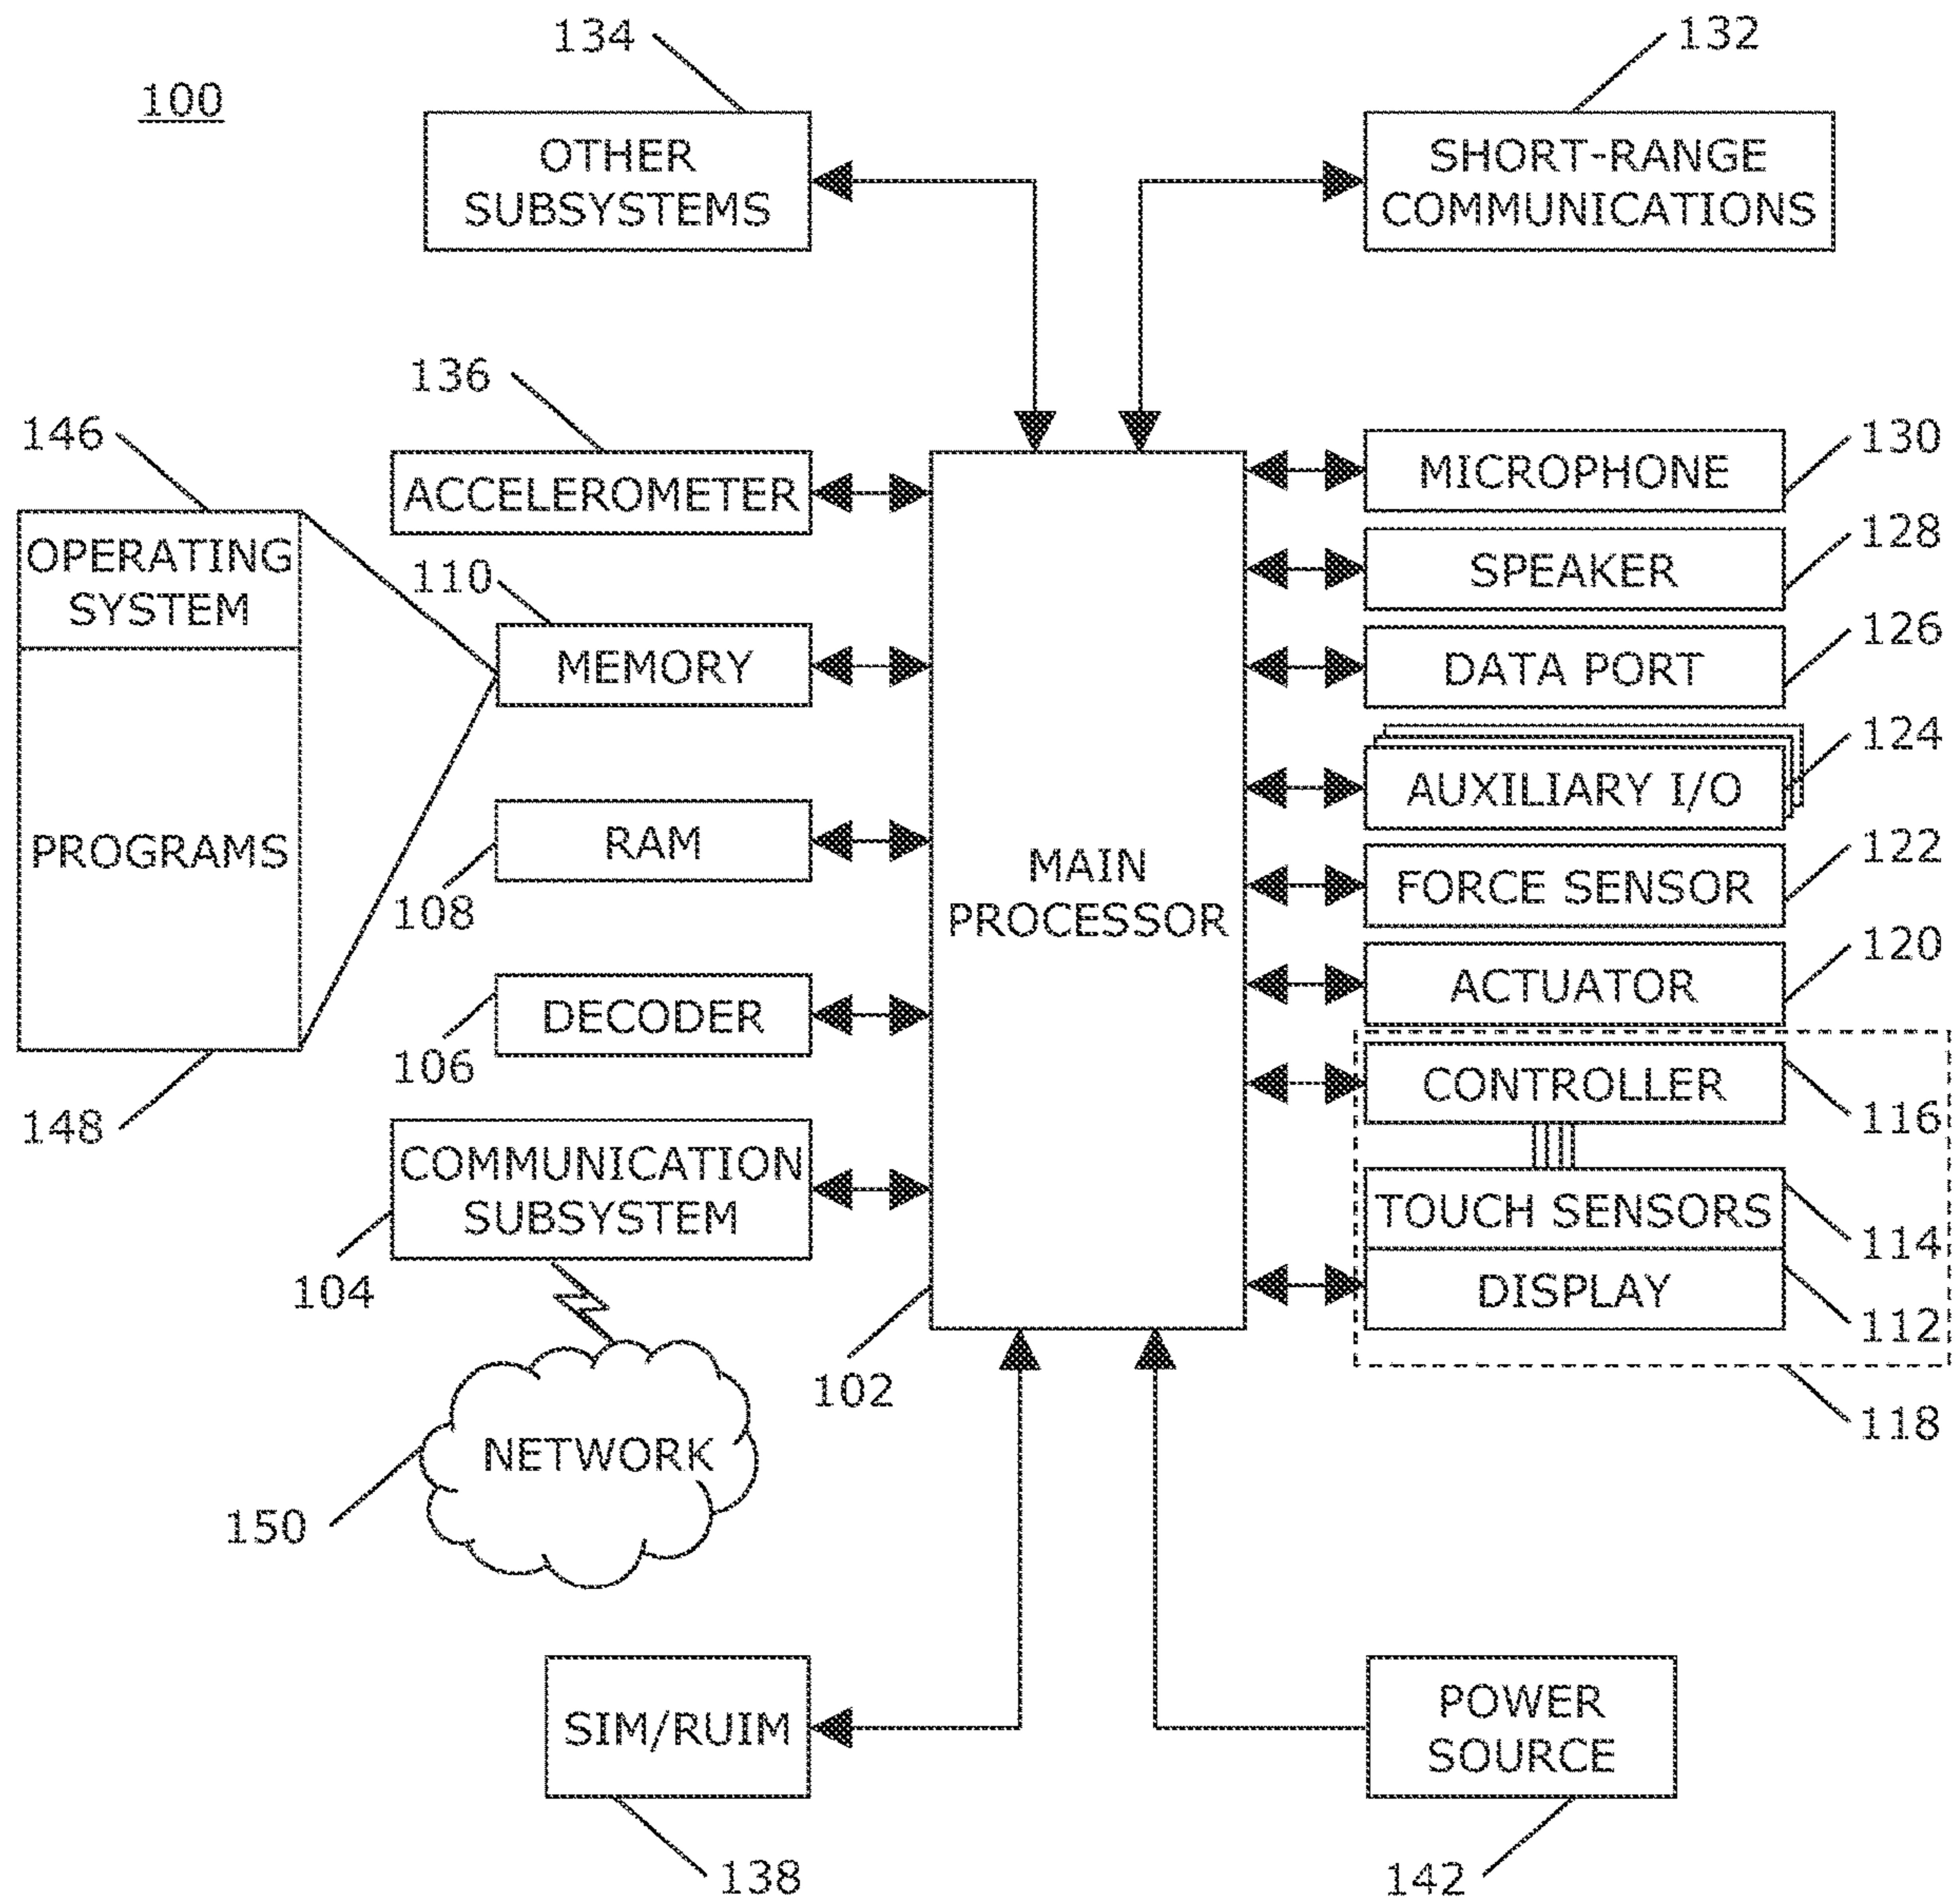 134
132
100
OTHER
SUBSYSTEMS
SHORT-RANGE
COMMUNICATIONS
136
146
ACCELEROMETER
MICROPHONE
130
OPERATING
SYSTEM
110
SPEAKER
128
MEMORY
DATA PORT
126
AUXILIARY I/O
124
PROGRAMS
RAM
108
MAIN
PROCESSOR
FORCE SENSOR
122
ACTUATOR
120
DECODER
106
CONTROLLER
116
148
COMMUNICATION
SUBSYSTEM
104
TOUCH SENSORS
114
DISPLAY
112
102
118
NETWORK
150
SIM/RUIM
POWER
SOURCE
138
142